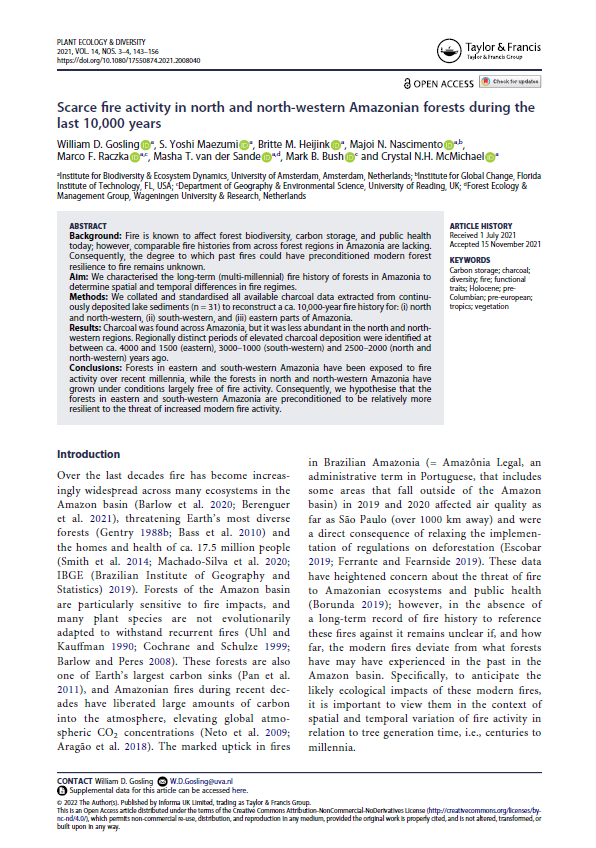 PLANT ECOLOGY & DIVERSITY
2021, VOL. 14, NOS. 3–4, 143–156
https://doi.org/10.1080/17550874.2021.2008040
Taylor & Francis
Taylor & Francis Group
OPEN ACCESS
Check for updates
Scarce fire activity in north and north-western Amazonian forests during the
last 10,000 years
William D. Gosling iD a, S. Yoshi Maezumi iD a, Britte M. Heijink iD a, Majoi N. Nascimento iD a,b,
Marco F. Raczka iD a,c, Masha T. van der Sande iD a,d, Mark B. Bush iD c and Crystal N.H. McMichael iD a
aInstitute for Biodiversity & Ecosystem Dynamics, University of Amsterdam, Amsterdam, Netherlands; bInstitute for Global Change, Florida
Institute of Technology, FL, USA; cDepartment of Geography & Environmental Science, University of Reading, UK; dForest Ecology &
Management Group, Wageningen University & Research, Netherlands
ABSTRACT
Background: Fire is known to affect forest biodiversity, carbon storage, and public health
today; however, comparable fire histories from across forest regions in Amazonia are lacking.
Consequently, the degree to which past fires could have preconditioned modern forest
resilience to fire remains unknown.
Aim: We characterised the long-term (multi-millennial) fire history of forests in Amazonia to
determine spatial and temporal differences in fire regimes.
Methods: We collated and standardised all available charcoal data extracted from continu-
ously deposited lake sediments (n = 31) to reconstruct a ca. 10,000-year fire history for: (i) north
and north-western, (ii) south-western, and (iii) eastern parts of Amazonia.
Results: Charcoal was found across Amazonia, but it was less abundant in the north and north-
western regions. Regionally distinct periods of elevated charcoal deposition were identified at
between ca. 4000 and 1500 (eastern), 3000–1000 (south-western) and 2500–2000 (north and
north-western) years ago.
Conclusions: Forests in eastern and south-western Amazonia have been exposed to fire
activity over recent millennia, while the forests in north and north-western Amazonia have
grown under conditions largely free of fire activity. Consequently, we hypothesise that the
forests in eastern and south-western Amazonia are preconditioned to be relatively more
resilient to the threat of increased modern fire activity.
ARTICLE HISTORY
Received 1 July 2021
Accepted 15 November 2021
KEYWORDS
Carbon storage; charcoal;
diversity; fire; functional
traits; Holocene; pre-
Columbian; pre-european;
tropics; vegetation
Introduction
Over the last decades fire has become increas-
ingly widespread across many ecosystems in the
Amazon basin (Barlow et al. 2020; Berenguer
et al. 2021), threatening Earth's most diverse
forests (Gentry 1988b; Bass et al. 2010) and
the homes and health of ca. 17.5 million people
(Smith et al. 2014; Machado-Silva et al. 2020;
IBGE (Brazilian Institute of Geography and
Statistics) 2019). Forests of the Amazon basin
are particularly sensitive to fire impacts, and
many plant species are not evolutionarily
adapted to withstand recurrent fires (Uhl and
Kauffman 1990; Cochrane and Schulze 1999;
Barlow and Peres 2008). These forests are also
one of Earth's largest carbon sinks (Pan et al.
2011), and Amazonian fires during recent dec-
ades have liberated large amounts of carbon
into the atmosphere, elevating global atmo-
spheric CO2 concentrations (Neto et al. 2009;
Aragão et al. 2018). The marked uptick in fires
in Brazilian Amazonia (= Amazônia Legal, an
administrative term in Portuguese, that includes
some areas that fall outside of the Amazon
basin) in 2019 and 2020 affected air quality as
far as São Paulo (over 1000 km away) and were
a direct consequence of relaxing the implemen-
tation of regulations on deforestation (Escobar
2019; Ferrante and Fearnside 2019). These data
have heightened concern about the threat of fire
to Amazonian ecosystems and public health
(Borunda 2019); however, in the absence of
a long-term record of fire history to reference
these fires against it remains unclear if, and how
far, the modern fires deviate from what forests
have may have experienced in the past in the
Amazon basin. Specifically, to anticipate the
likely ecological impacts of these modern fires,
it is important to view them in the context of
spatial and temporal variation of fire activity in
relation to tree generation time, i.e., centuries to
millennia.
CONTACT William D. Gosling W.D.Gosling@uva.nl
Supplemental data for this article can be accessed here.
© 2022 The Author(s). Published by Informa UK Limited, trading as Taylor & Francis Group.
This is an Open Access article distributed under the terms of the Creative Commons Attribution-NonCommercial-NoDerivatives License (http://creativecommons.org/licenses/by-
nc-nd/4.0/), which permits non-commercial re-use, distribution, and reproduction in any medium, provided the original work is properly cited, and is not altered, transformed, or
built upon in any way.